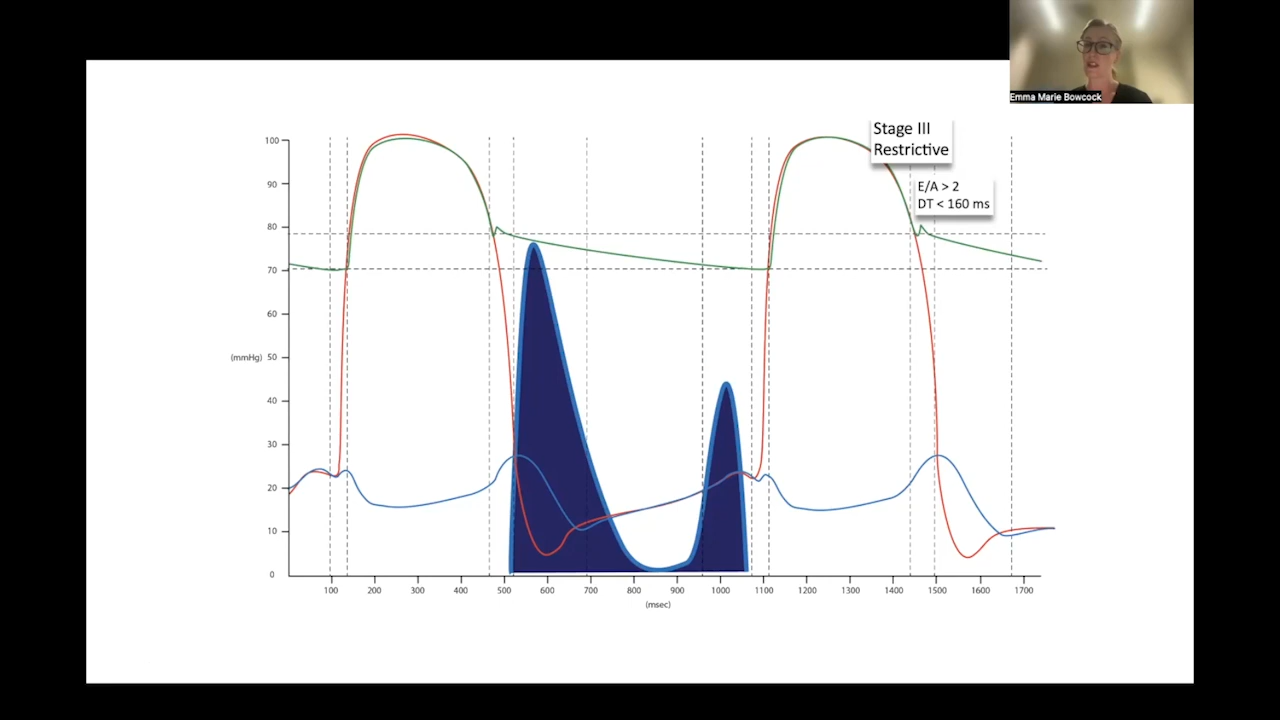 Emma Marie Bowcock
Stage III
Restrictive
E/A > 2
DT < 160 ms
100
90
80
70
60
(mmHg) 50
40
30
20
10
0
100 200 300 400 500 600 700 800 900 1000 1100 1200 1300 1400 1500 1600 1700
(msec)